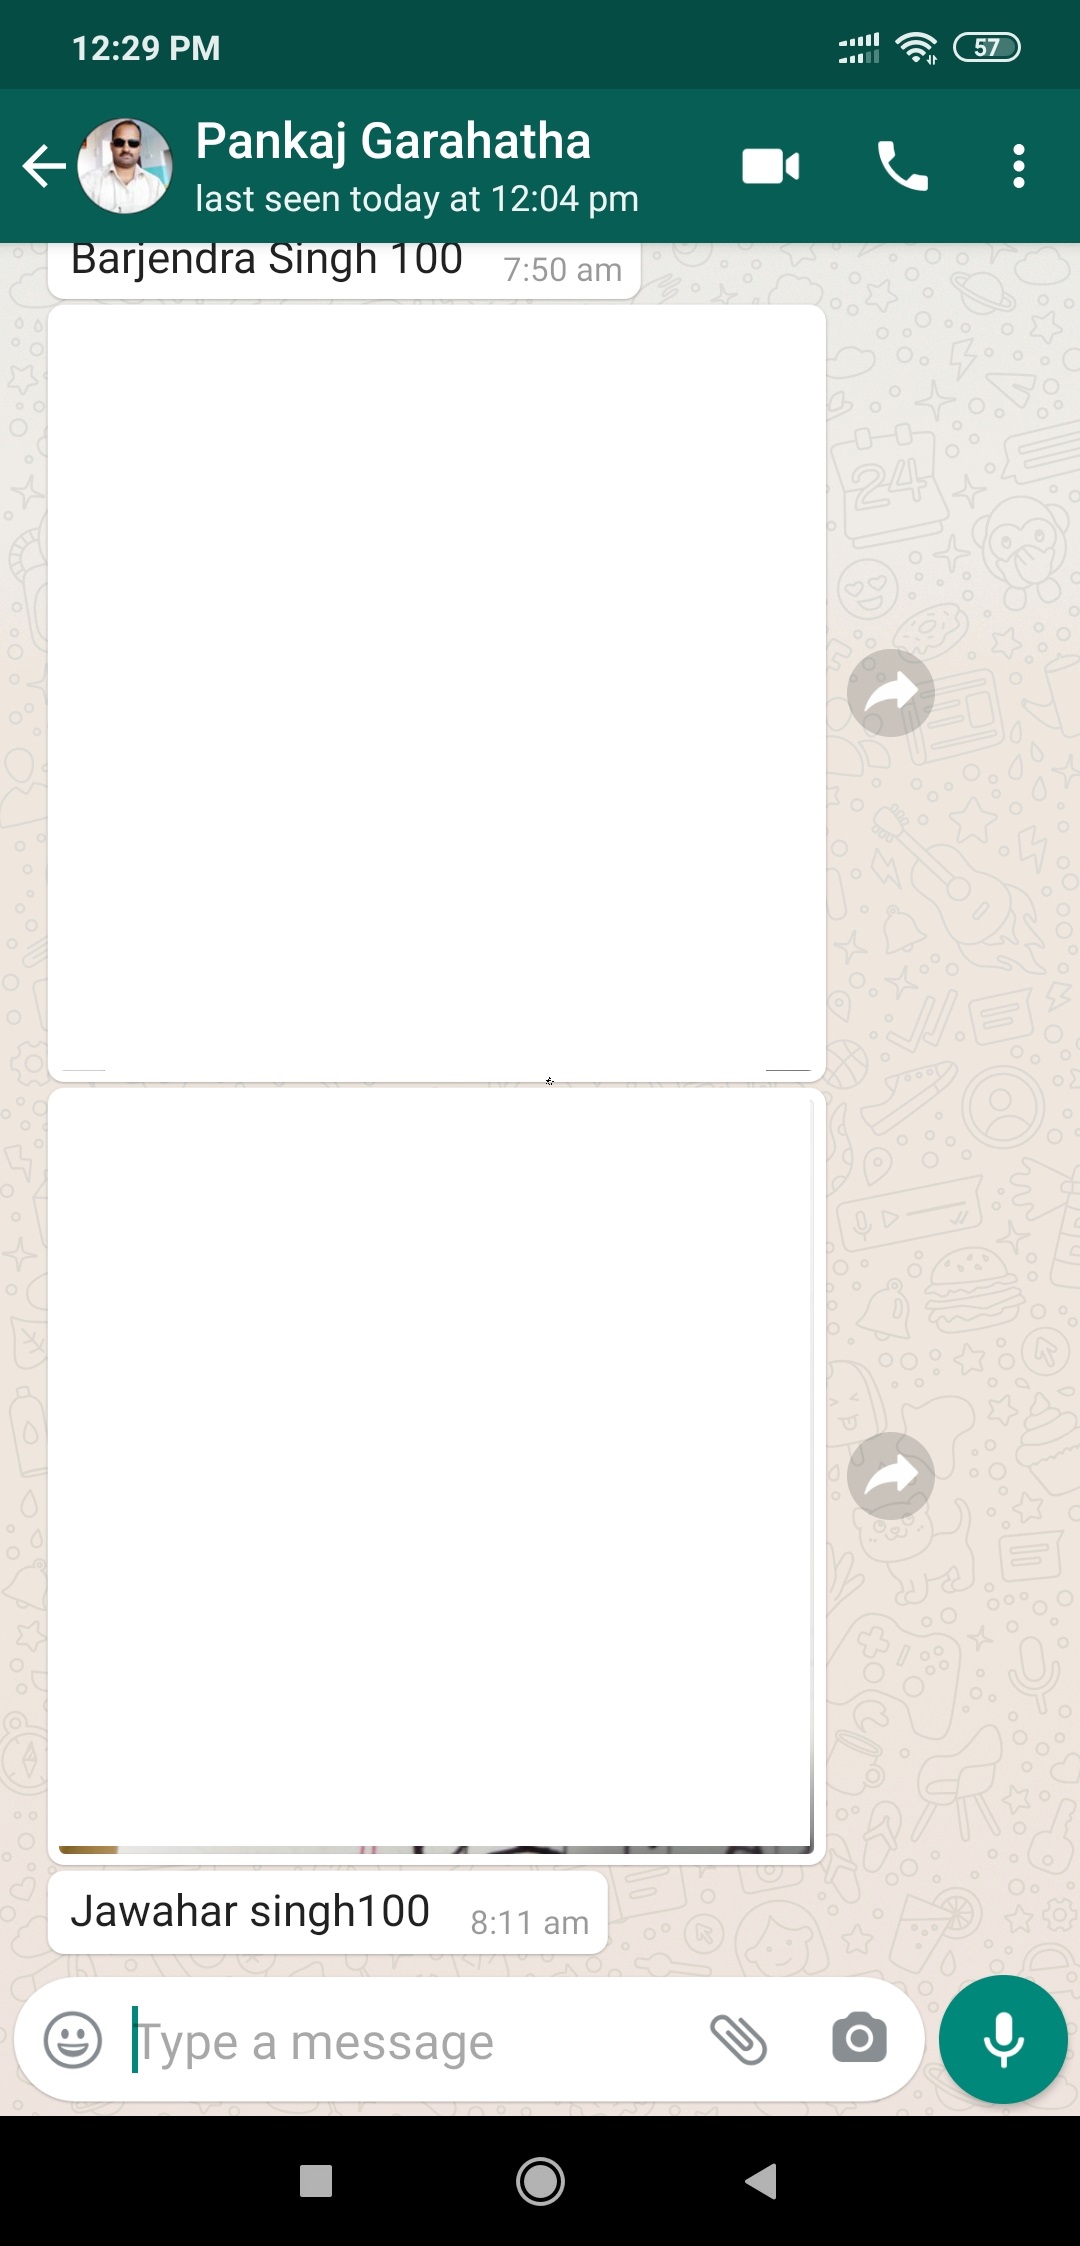 12:29 PM
57
Pankaj Garahatha
last seen today at 12:04 pm
Barjendra Singh 100
7:50 am
Jawahar singh100
8:11 am
Type a message